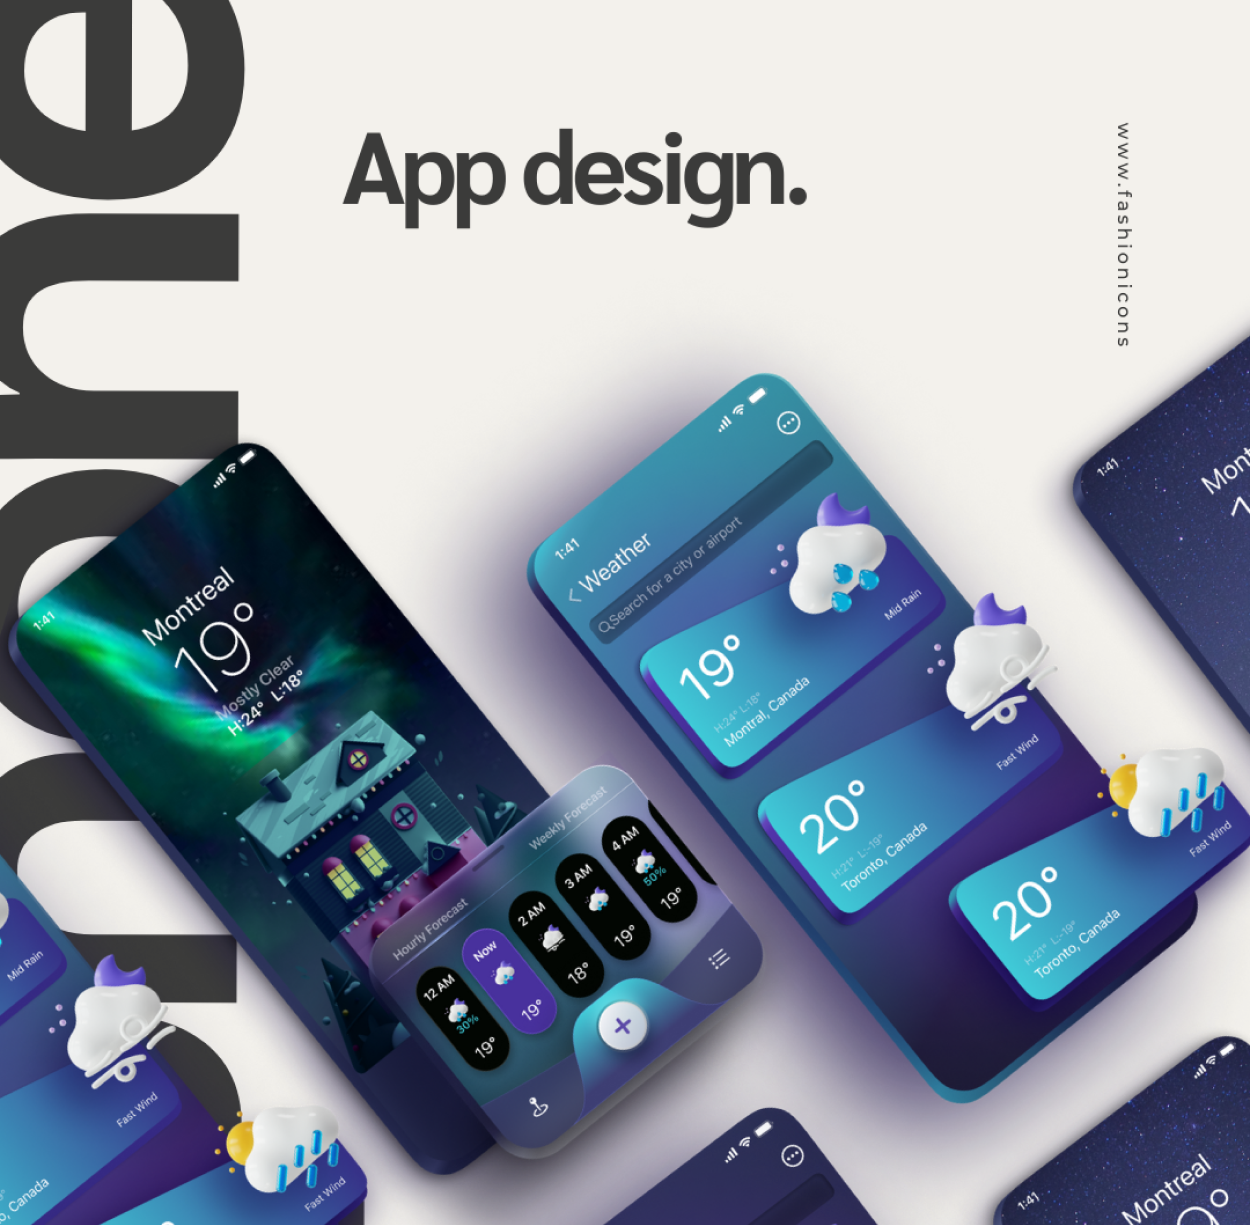 phone
App design.
www.fashionicons
1:41
Montreal
19°
Mostly Clear
H:24° L:18°
Hourly Forecast
Weekly Forecast
12 AM
30%
19°
Now
19°
2 AM
18°
3 AM
19°
4 AM
50%
19°
1:41
Weather
Search for a city or airport
19°
H:24° L:18°
Montral, Canada
Mid Rain
20°
H:21° L:-19°
Toronto, Canada
Fast Wind
20°
H:21° L:-19°
Toronto, Canada
Fast Wind
1:41
Mid Rain
Fast Wind
Canada
Fast Wind
1:41
Montreal